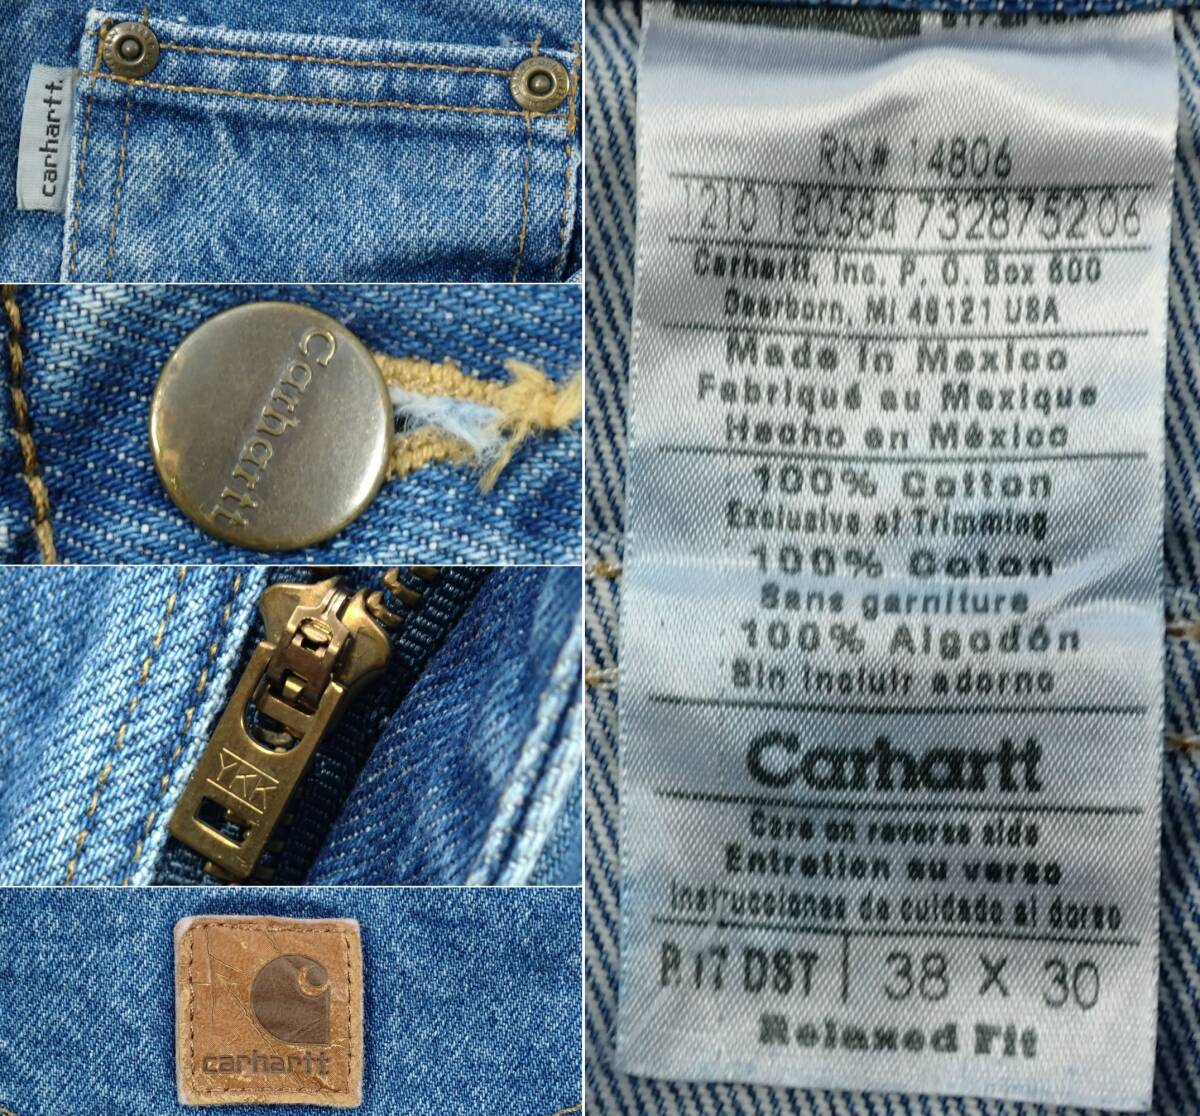 carhartt.
Carhartt
YKK
carhartt
RN# 14806
1210 180584 7328752 06
Carhartt, Inc. P. O. Box 600
Dearborn, MI 48121 USA
Made in Mexico
Fabriqué au Mexique
Hecho en México
100% Cotton
Exclusive of Trimming
100% Coton
Sans garniture
100% Algodón
Sin incluir adorno
Carhartt
Care on reverse side
Entretien au verso
Instrucciones de cuidado al dorso
B17 DST 38 X 30
Relaxed Fit